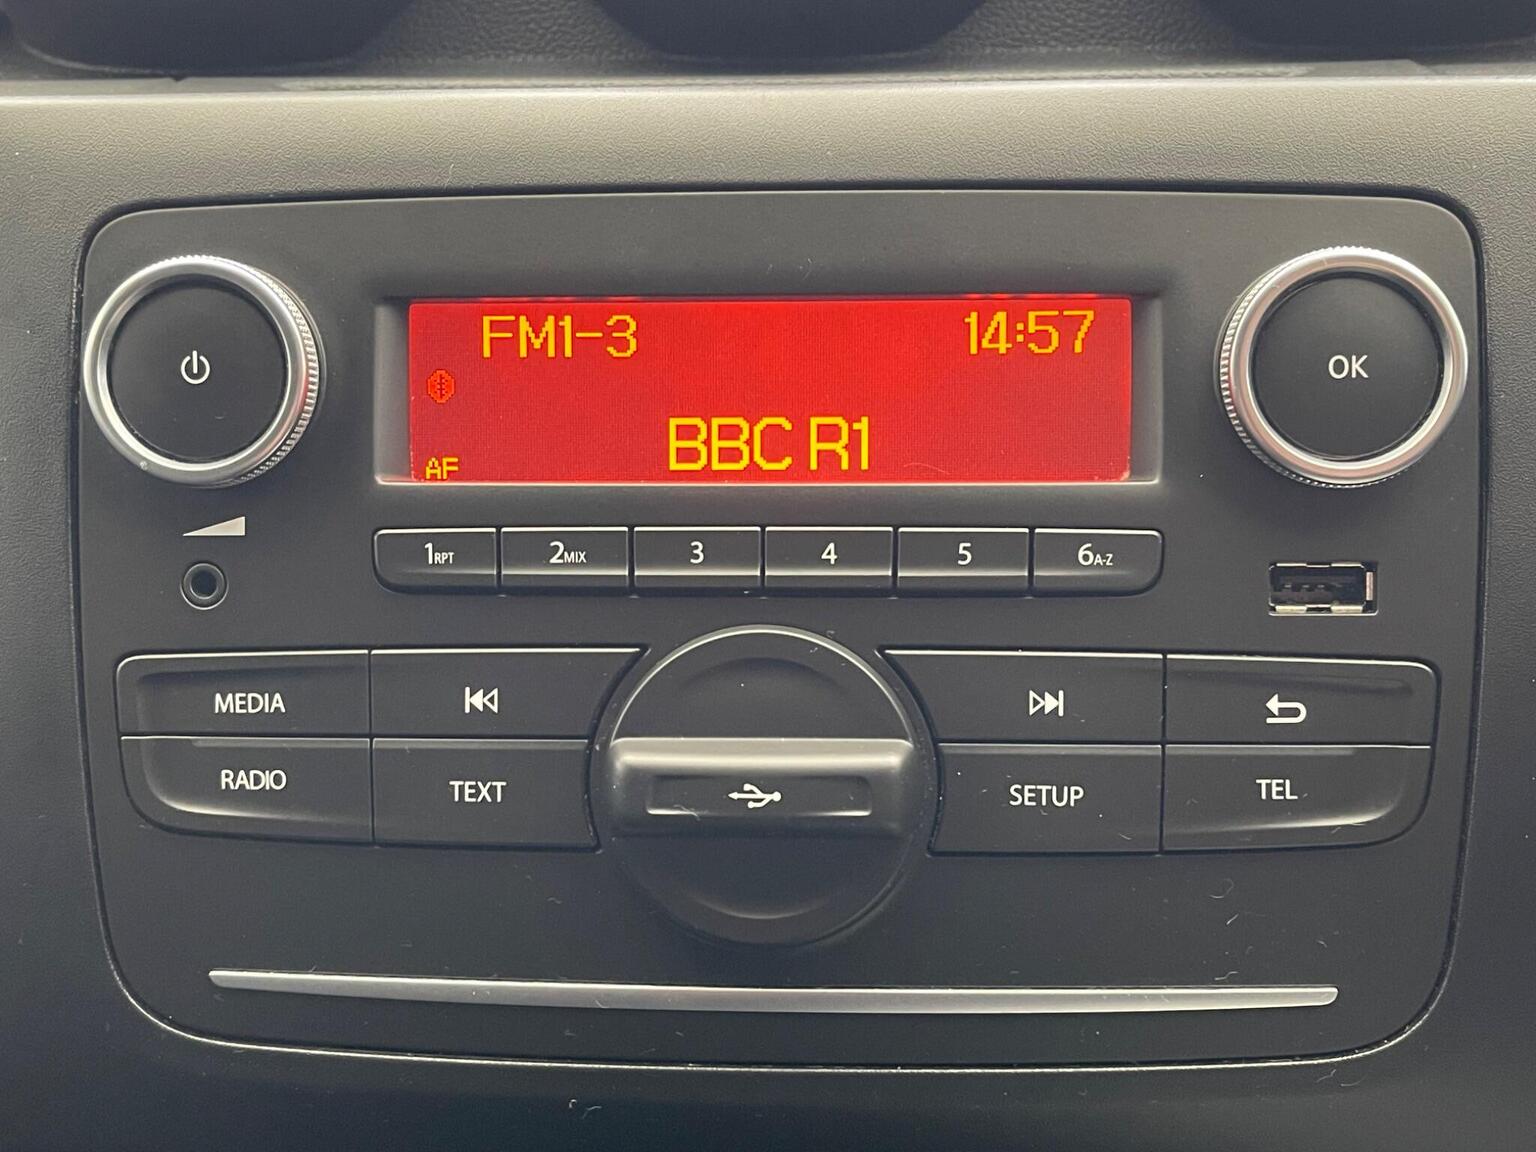 FM1-3 14:57
BBC R1
AF
OK
1RPT 2MIX 3 4 5 6A-Z
MEDIA
RADIO TEXT SETUP TEL